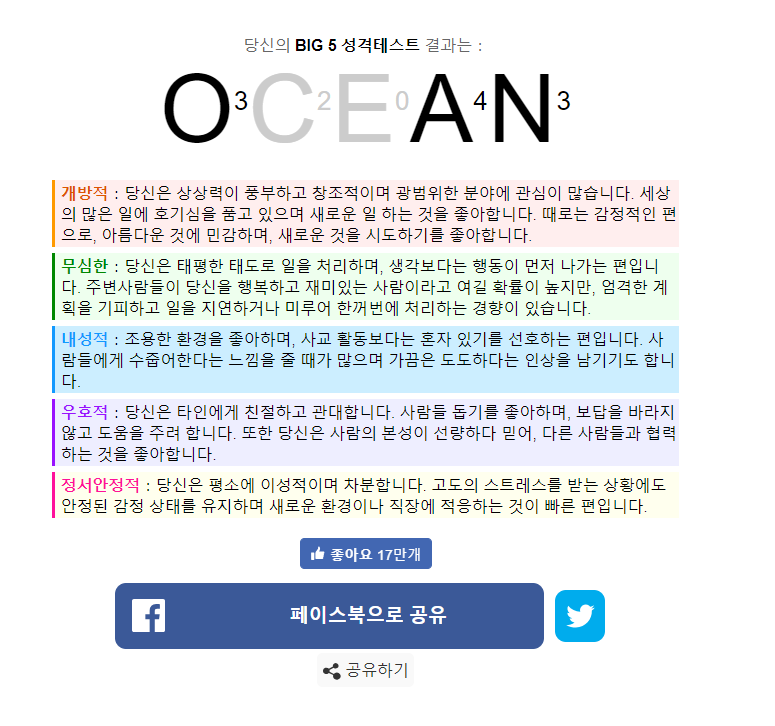 당신의 BIG 5 성격테스트 결과는 :
O3C2E0A4N3
개방적 : 당신은 상상력이 풍부하고 창조적이며 광범위한 분야에 관심이 많습니다. 세상
의 많은 일에 호기심을 품고 있으며 새로운 일 하는 것을 좋아합니다. 때로는 감정적인 편
으로, 아름다운 것에 민감하며, 새로운 것을 시도하기를 좋아합니다.
무심한 : 당신은 태평한 태도로 일을 처리하며, 생각보다는 행동이 먼저 나가는 편입니
다. 주변사람들이 당신을 행복하고 재미있는 사람이라고 여길 확률이 높지만, 엄격한 계
획을 기피하고 일을 지연하거나 미루어 한꺼번에 처리하는 경향이 있습니다.
내성적 : 조용한 환경을 좋아하며, 사교 활동보다는 혼자 있기를 선호하는 편입니다. 사
람들에게 수줍어한다는 느낌을 줄 때가 많으며 가끔은 도도하다는 인상을 남기기도 합니
다.
우호적 : 당신은 타인에게 친절하고 관대합니다. 사람들 돕기를 좋아하며, 보답을 바라지
않고 도움을 주려 합니다. 또한 당신은 사람의 본성이 선량하다 믿어, 다른 사람들과 협력
하는 것을 좋아합니다.
정서안정적 : 당신은 평소에 이성적이며 차분합니다. 고도의 스트레스를 받는 상황에도
안정된 감정 상태를 유지하며 새로운 환경이나 직장에 적응하는 것이 빠른 편입니다.
좋아요 17만개
페이스북으로 공유
공유하기